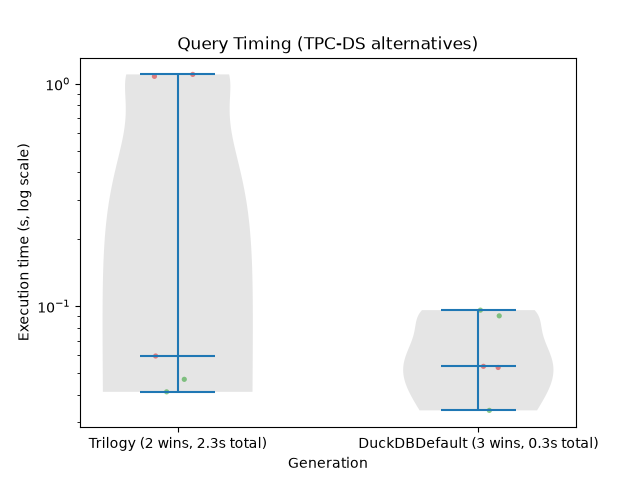 Query Timing (TPC-DS alternatives)
10⁰
10⁻¹
Execution time (s, log scale)
Trilogy (2 wins, 2.3s total)
DuckDBDefault (3 wins, 0.3s total)
Generation